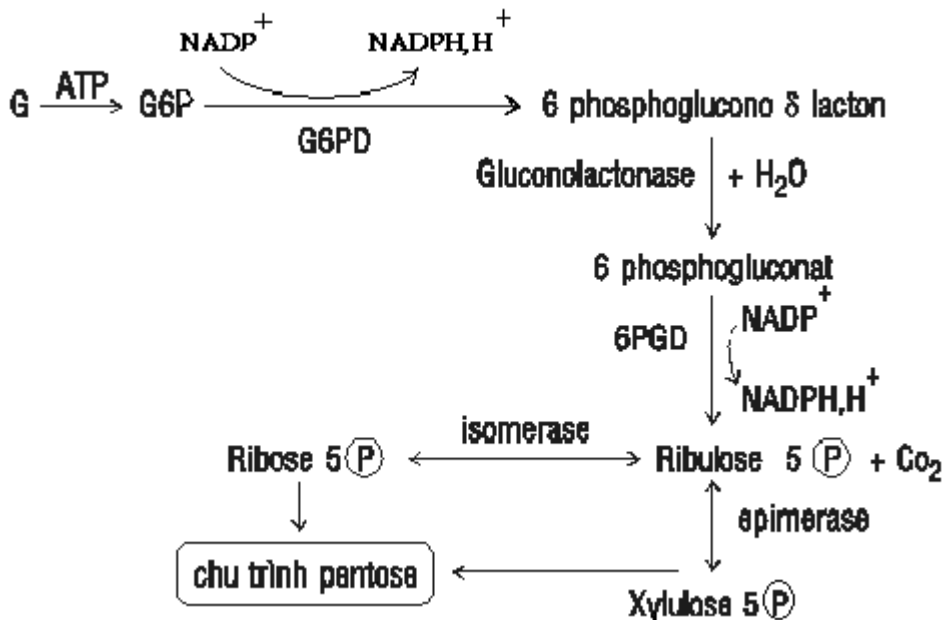 NADP+ NADPH,H+
G ATP G6P 6 phosphoglucono δ lacton
G6PD
Gluconolactonase + H₂O
6 phosphogluconat
6PGD NADP+
NADPH,H+
isomerase
Ribose 5 P Ribulose 5 P + Co₂
epimerase
chu trình pentose
Xylulose 5 P